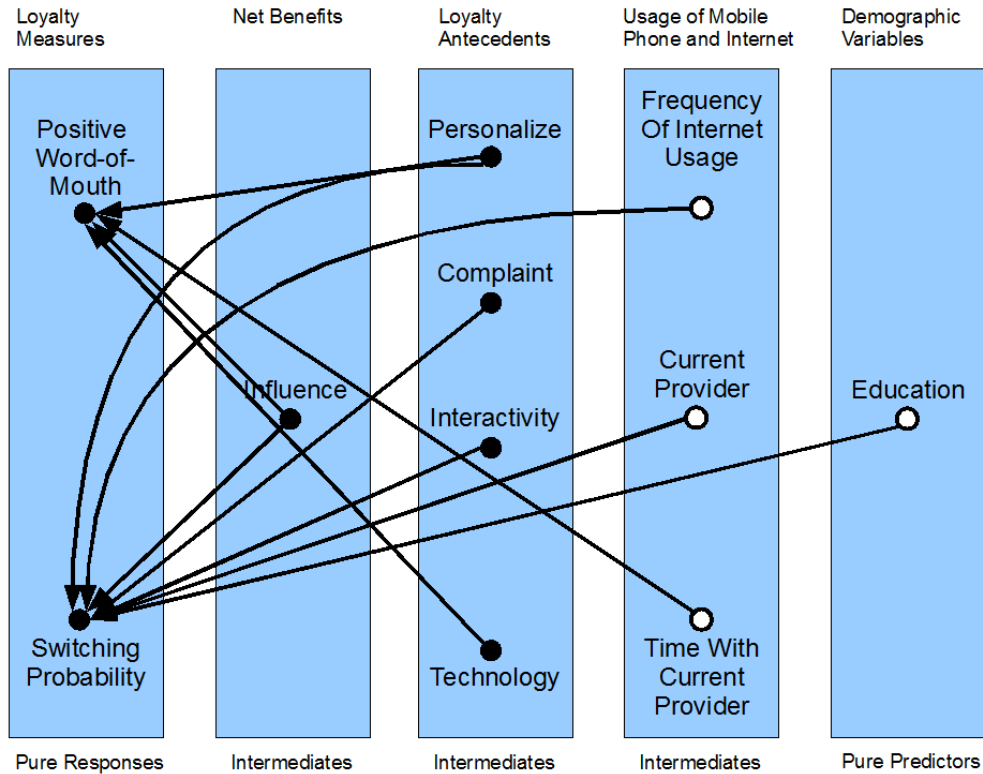 Loyalty
Measures
Net Benefits
Loyalty
Antecedents
Usage of Mobile
Phone and Internet
Demographic
Variables
Positive
Word-of-
Mouth
Switching
Probability
Influence
Personalize
Complaint
Interactivity
Technology
Frequency
Of Internet
Usage
Current
Provider
Time With
Current
Provider
Education
Pure Responses
Intermediates
Intermediates
Intermediates
Pure Predictors